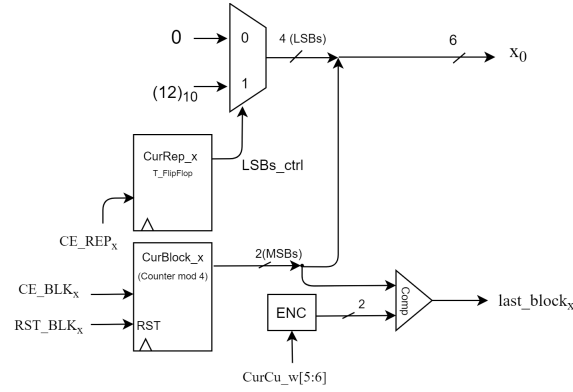 0
0
4 (LSBs)
6
x0
(12)10
1
CurRep_x
T_FlipFlop
LSBs_ctrl
CE_REPx
CurBlock_x
(Counter mod 4)
2(MSBs)
CE_BLKx
RST_BLKx
RST
ENC
2
Comp
last_blockx
CurCu_w[5:6]